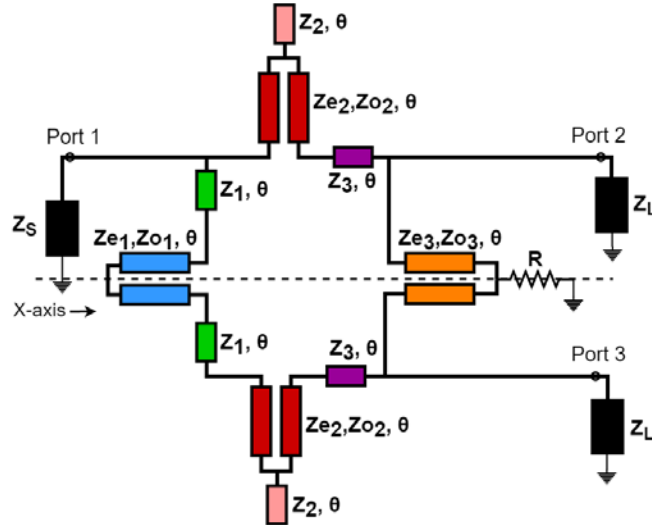 Z2, θ
Ze2,Zo2, θ
Port 1
Port 2
Z3, θ
Z1, θ
ZS
ZL
Ze1,Zo1, θ
Ze3,Zo3, θ
R
X-axis
Z1, θ
Z3, θ
Port 3
Ze2,Zo2, θ
ZL
Z2, θ